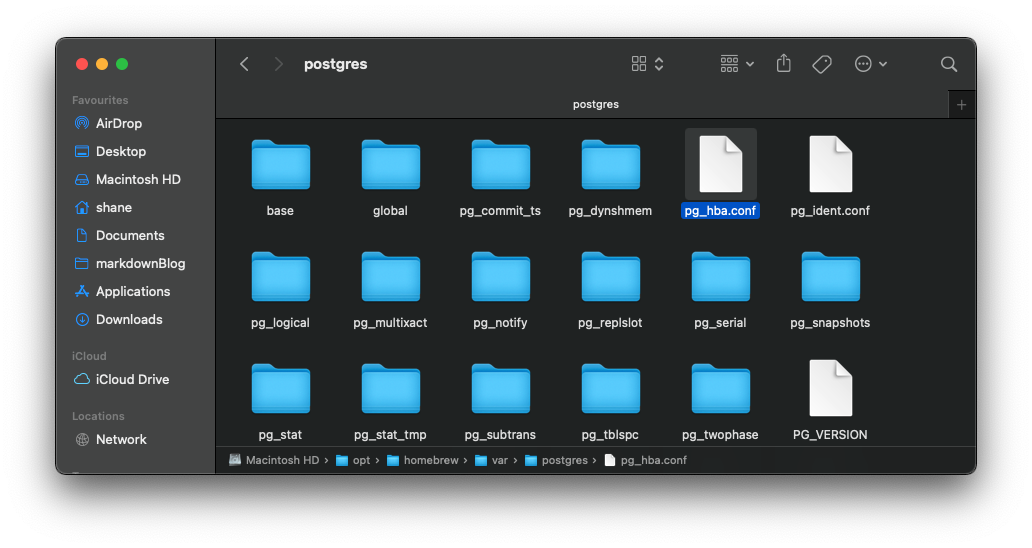 postgres
Favourites
AirDrop
Desktop
Macintosh HD
shane
Documents
markdownBlog
Applications
Downloads
iCloud
iCloud Drive
Locations
Network
postgres
base global pg_commit_ts pg_dynshmem pg_hba.conf pg_ident.conf
pg_logical pg_multixact pg_notify pg_replslot pg_serial pg_snapshots
pg_stat pg_stat_tmp pg_subtrans pg_tblspc pg_twophase PG_VERSION
Macintosh HD › opt › homebrew › var › postgres › pg_hba.conf